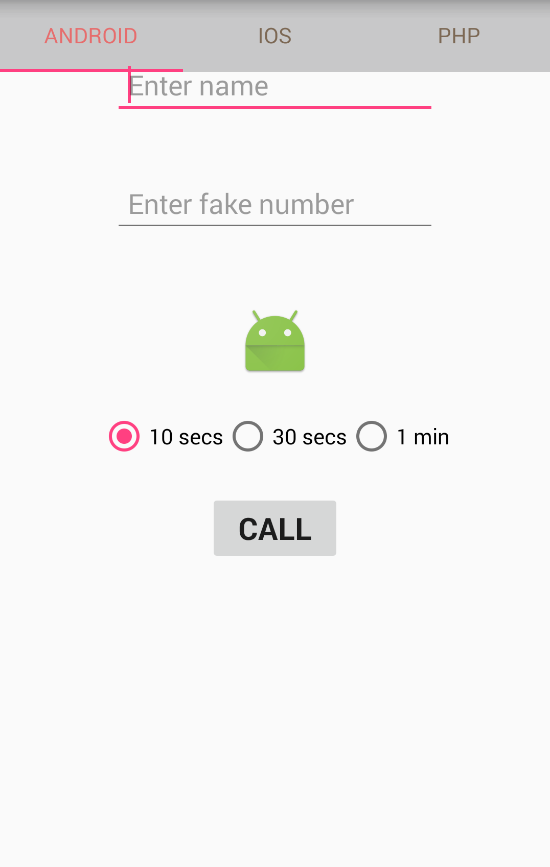 ANDROID IOS PHP
Enter name
Enter fake number
10 secs 30 secs 1 min
CALL